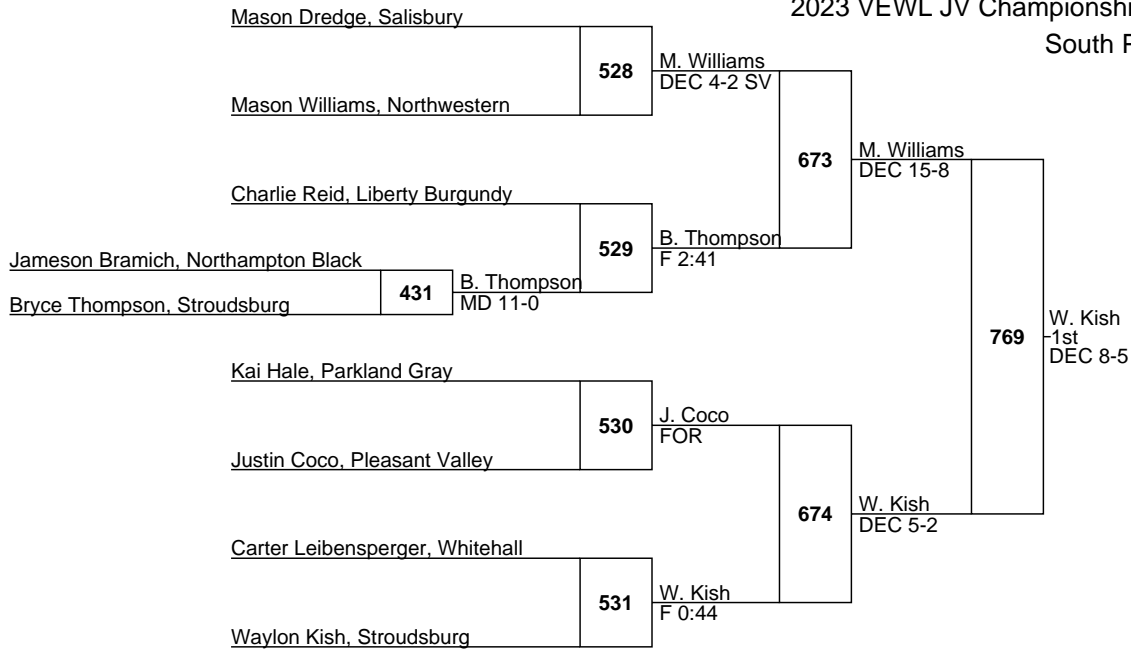 2023 VEWL JV Championshi
South
Mason Dredge, Salisbury
528
M. Williams
DEC 4-2 SV
Mason Williams, Northwestern
673
M. Williams
DEC 15-8
Charlie Reid, Liberty Burgundy
529
B. Thompson
F 2:41
Jameson Bramich, Northampton Black
431
B. Thompson
MD 11-0
Bryce Thompson, Stroudsburg
769
W. Kish
1st
DEC 8-5
Kai Hale, Parkland Gray
530
J. Coco
FOR
Justin Coco, Pleasant Valley
674
W. Kish
DEC 5-2
Carter Leibensperger, Whitehall
531
W. Kish
F 0:44
Waylon Kish, Stroudsburg